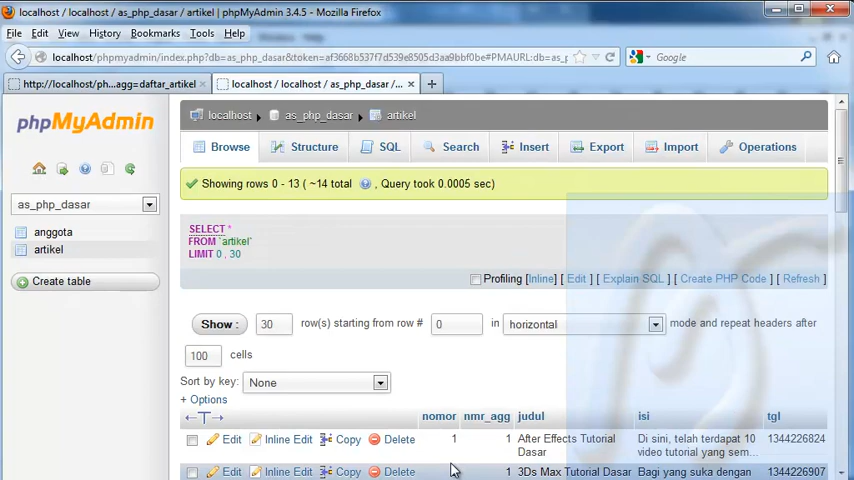 localhost / localhost / as_php_dasar / artikel | phpMyAdmin 3.4.5 - Mozilla Firefox
File Edit View History Bookmarks Tools Help
localhost/phpmyadmin/index.php?db=as_php_dasar&token=af3668b537f7d539e8505d3aa9bbf0be#PMAURL:db=as_p
Google
http://localhost/ph...agg=daftar_artikel
localhost / localhost / as_php_dasar /...
phpMyAdmin
localhost as_php_dasar artikel
Browse Structure SQL Search Insert Export Import Operations
Showing rows 0 - 13 ( ~14 total , Query took 0.0005 sec)
as_php_dasar
anggota
artikel
Create table
SELECT *
FROM `artikel`
LIMIT 0 , 30
Profiling [Inline] [ Edit ] [ Explain SQL ] [ Create PHP Code ] [ Refresh ]
Show : 30 row(s) starting from row # 0 in horizontal mode and repeat headers after
100 cells
Sort by key: None
+ Options
←T→ nomor nmr_agg judul isi tgl
Edit Inline Edit Copy Delete 1 1 After Effects Tutorial Dasar Di sini, telah terdapat 10 video tutorial yang sem... 1344226824
Edit Inline Edit Copy Delete 1 3Ds Max Tutorial Dasar Bagi yang suka dengan 1344226907